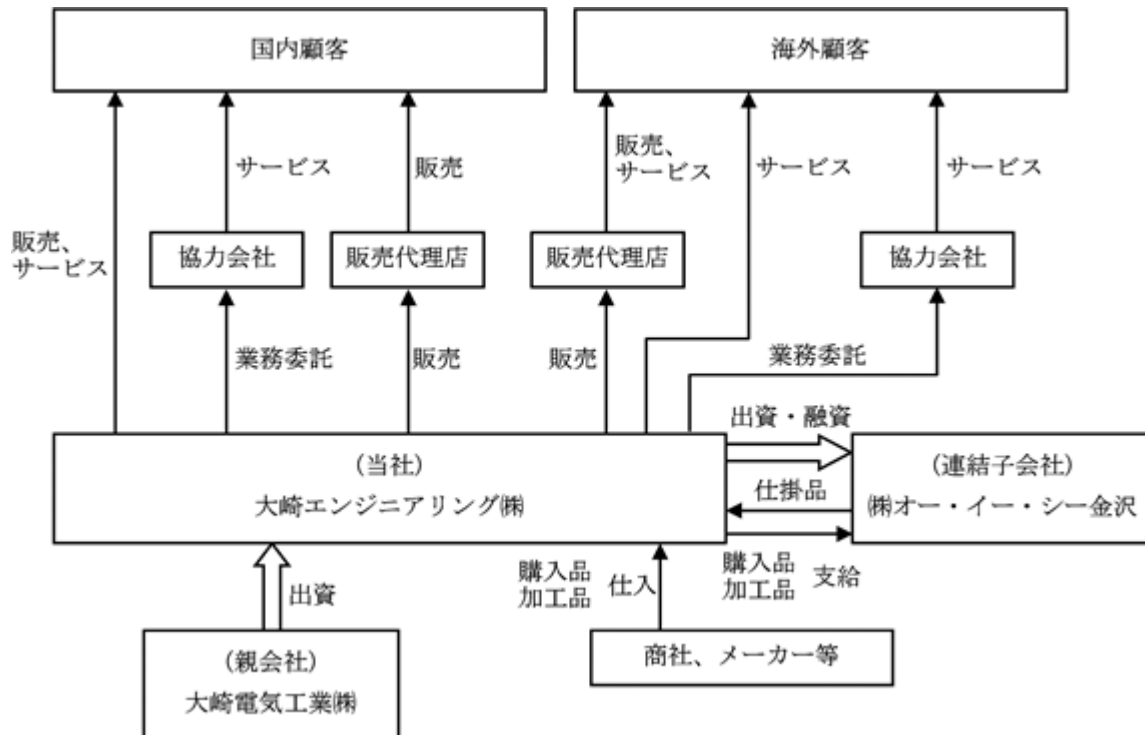 国内顧客
海外顧客
販売、
サービス
サービス
販売
販売、
サービス
サービス
サービス
協力会社
販売代理店
販売代理店
協力会社
業務委託
販売
販売
業務委託
出資・融資
(当社)
大崎エンジニアリング㈱
(連結子会社)
㈱オー・イー・シー金沢
仕掛品
購入品
加工品
支給
購入品
加工品
仕入
出資
(親会社)
大崎電気工業㈱
商社、メーカー等